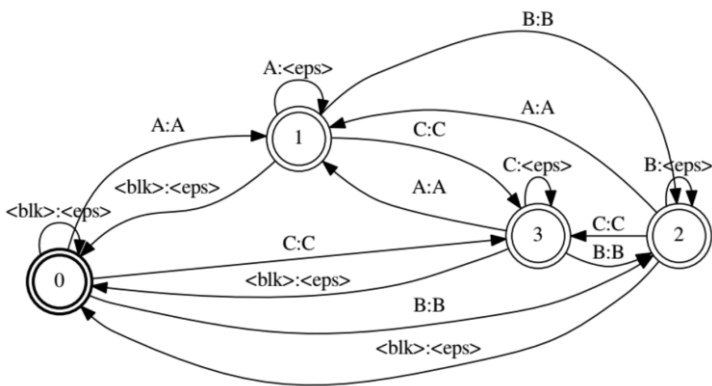 B:B
A:<eps>
A:A
A:A
1
C:C
<blk>:<eps>
C:<eps>
B:<eps>
<blk>:<eps>
A:A
C:C
3
2
C:C
B:B
0
<blk>:<eps>
B:B
<blk>:<eps>